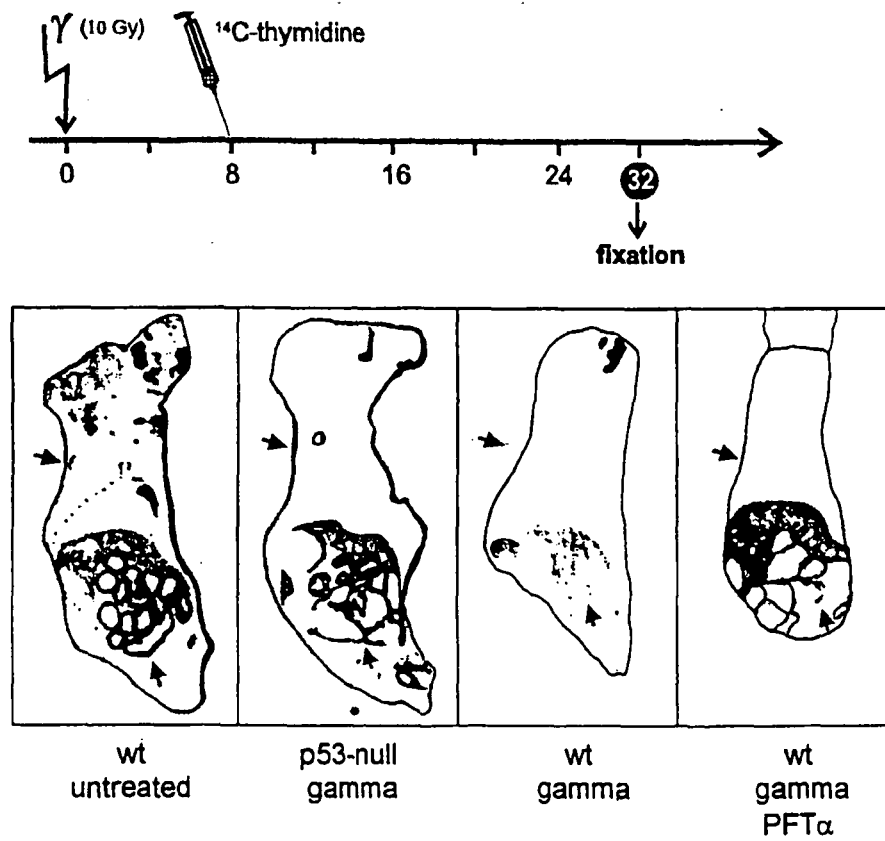 γ (10 Gy)
¹⁴C-thymidine
0 8 16 24 32
fixation
wt
untreated
p53-null
gamma
wt
gamma
wt
gamma
PFTα